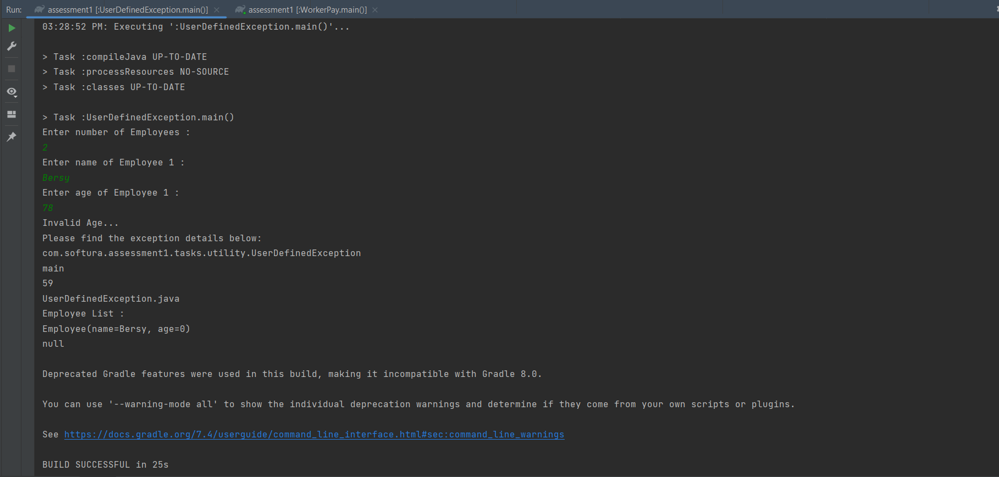 Run: assessment1 [:UserDefinedException.main()] assessment1 [:WorkerPay.main()]
03:28:52 PM: Executing ':UserDefinedException.main()'...
> Task :compileJava UP-TO-DATE
> Task :processResources NO-SOURCE
> Task :classes UP-TO-DATE
> Task :UserDefinedException.main()
Enter number of Employees :
2
Enter name of Employee 1 :
Bersy
Enter age of Employee 1 :
78
Invalid Age...
Please find the exception details below:
com.softura.assessment1.tasks.utility.UserDefinedException
main
59
UserDefinedException.java
Employee List :
Employee(name=Bersy, age=0)
null
Deprecated Gradle features were used in this build, making it incompatible with Gradle 8.0.
You can use '--warning-mode all' to show the individual deprecation warnings and determine if they come from your own scripts or plugins.
See https://docs.gradle.org/7.4/userguide/command_line_interface.html#sec:command_line_warnings
BUILD SUCCESSFUL in 25s